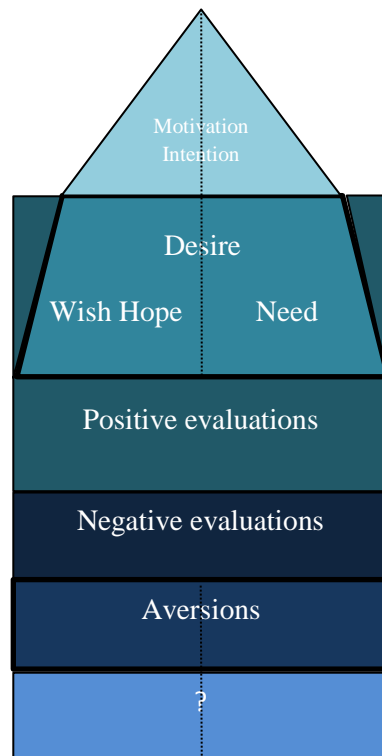 Motivation
Intention
Desire
Wish Hope Need
Positive evaluations
Negative evaluations
Aversions
?